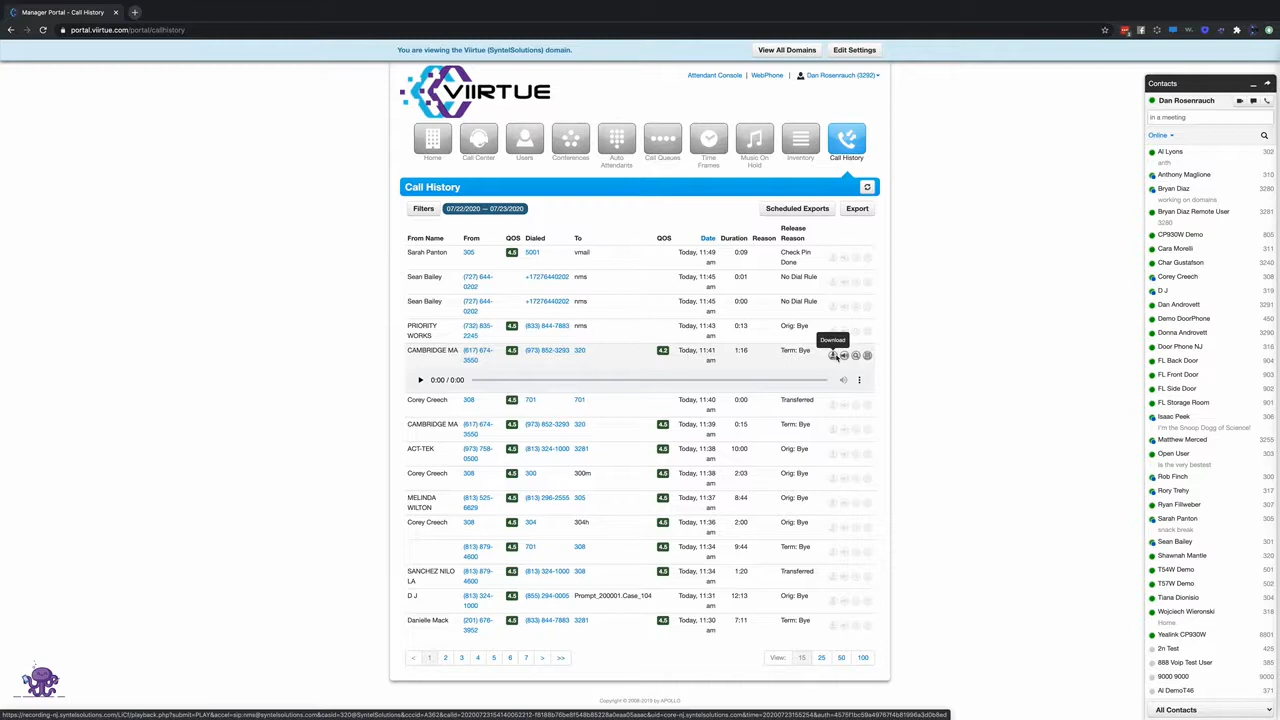 Manager Portal - Call History
portal.viirtue.com/portal/callhistory
You are viewing the Viirtue (SyntelSolutions) domain.
View All Domains
Edit Settings
VIIRTUE
Attendant Console | WebPhone | Dan Rosenrauch (3292)
Home
Call Center
Users
Conferences
Auto Attendants
Call Queues
Time Frames
Music On Hold
Inventory
Call History
Call History
Filters
07/22/2020 — 07/23/2020
Scheduled Exports
Export
From Name From QOS Dialed To QOS Date Duration Reason Release Reason
Sarah Panton 305 4.5 5001 vmail Today, 11:49 am 0:09 Check Pin Done
Sean Bailey (727) 644-0202 +17276440202 nms Today, 11:45 am 0:01 No Dial Rule
Sean Bailey (727) 644-0202 +17276440202 nms Today, 11:45 am 0:00 No Dial Rule
PRIORITY WORKS (732) 835-2245 4.5 (833) 844-7883 nms Today, 11:43 am 0:13 Orig: Bye
Download
CAMBRIDGE MA (617) 674-3550 4.5 (973) 852-3293 320 4.2 Today, 11:41 am 1:16 Term: Bye
0:00 / 0:00
Corey Creech 308 4.5 701 701 Today, 11:40 am 0:00 Transferred
CAMBRIDGE MA (617) 674-3550 4.5 (973) 852-3293 320 4.5 Today, 11:39 am 0:15 Term: Bye
ACT-TEK (973) 758-0500 4.5 (813) 324-1000 3281 4.5 Today, 11:38 am 10:00 Orig: Bye
Corey Creech 308 4.5 300 300m 4.5 Today, 11:38 am 2:03 Orig: Bye
MELINDA WILTON (813) 525-6629 4.5 (813) 296-2555 305 4.5 Today, 11:37 am 8:44 Orig: Bye
Corey Creech 308 4.5 304 304h 4.5 Today, 11:36 am 2:00 Orig: Bye
(813) 879-4600 4.5 701 308 4.5 Today, 11:34 am 9:44 Term: Bye
SANCHEZ NILO LA (813) 879-4600 4.5 (813) 324-1000 308 4.5 Today, 11:34 am 1:20 Transferred
D J (813) 324-1000 4.5 (855) 294-0005 Prompt_200001.Case_104 Today, 11:31 am 12:13 Orig: Bye
Danielle Mack (201) 678-3952 4.5 (833) 844-7883 3281 4.5 Today, 11:30 am 7:11 Term: Bye
< 1 2 3 4 5 6 7 > >>
View: 15 25 50 100
Copyright © 2008-2019 by APOLLO
Contacts
Dan Rosenrauch
in a meeting
Online
Al Lyons 302
anth
Anthony Maglione 310
Bryan Diaz 3280
working on domains
Bryan Diaz Remote User 3281
3280
CP930W Demo 805
Cara Morelli 311
Char Gustafson 3240
Corey Creech 308
D J 313
Dan Androvett 3293
Demo DoorPhone 450
Donna Androvett 3290
Door Phone NJ 316
FL Back Door 904
FL Front Door 903
FL Side Door 902
FL Storage Room 901
Isaac Peek 306
I'm the Snoop Dogg of Science!
Matthew Merced 3255
Open User 303
Is the very bestest
Rob Finch 300
Rory Trehy 317
Ryan Fillweber 307
Sarah Panton 305
snack break
Sean Bailey 301
Shawnah Mantle 320
T54W Demo 501
T57W Demo 502
Tiana Dionisio 304
Wojciech Wieronski 3262
Home
Yealink CP930W 8801
2n Test 425
888 Voip Test User 885
9000 9000 9000
Al DemoT46 321
All Contacts